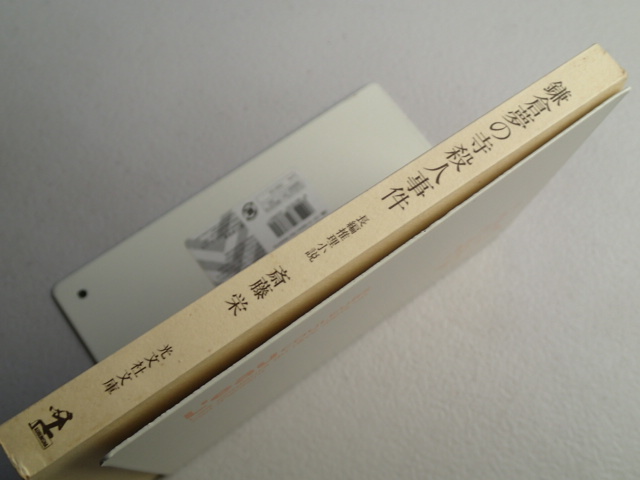 鎌倉夢の寺殺人事件
長編推理小説
斎藤 栄
光文社文庫